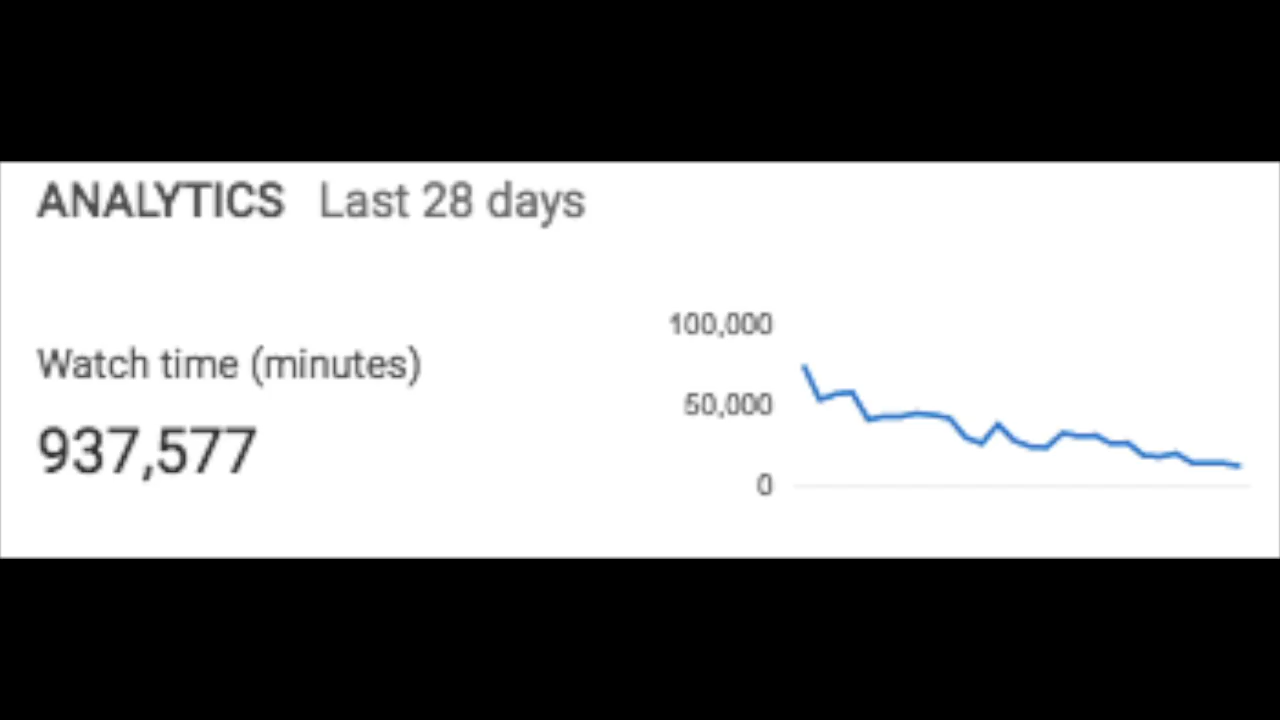 ANALYTICS Last 28 days
Watch time (minutes)
937,577
100,000
50,000
0